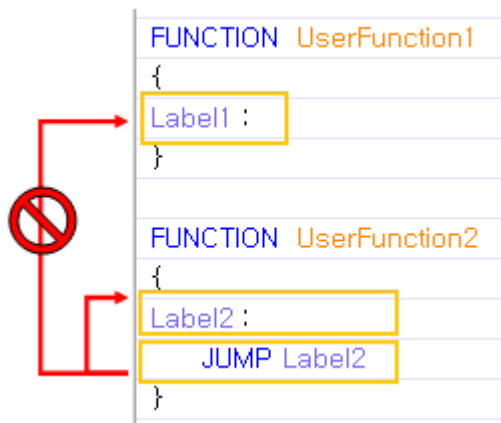 FUNCTION UserFunction1
{
Label1 :
}
FUNCTION UserFunction2
{
Label2 :
JUMP Label2
}